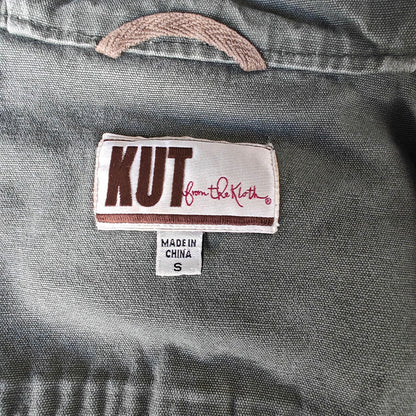 KUT from the Kloth®
MADE IN
CHINA
S